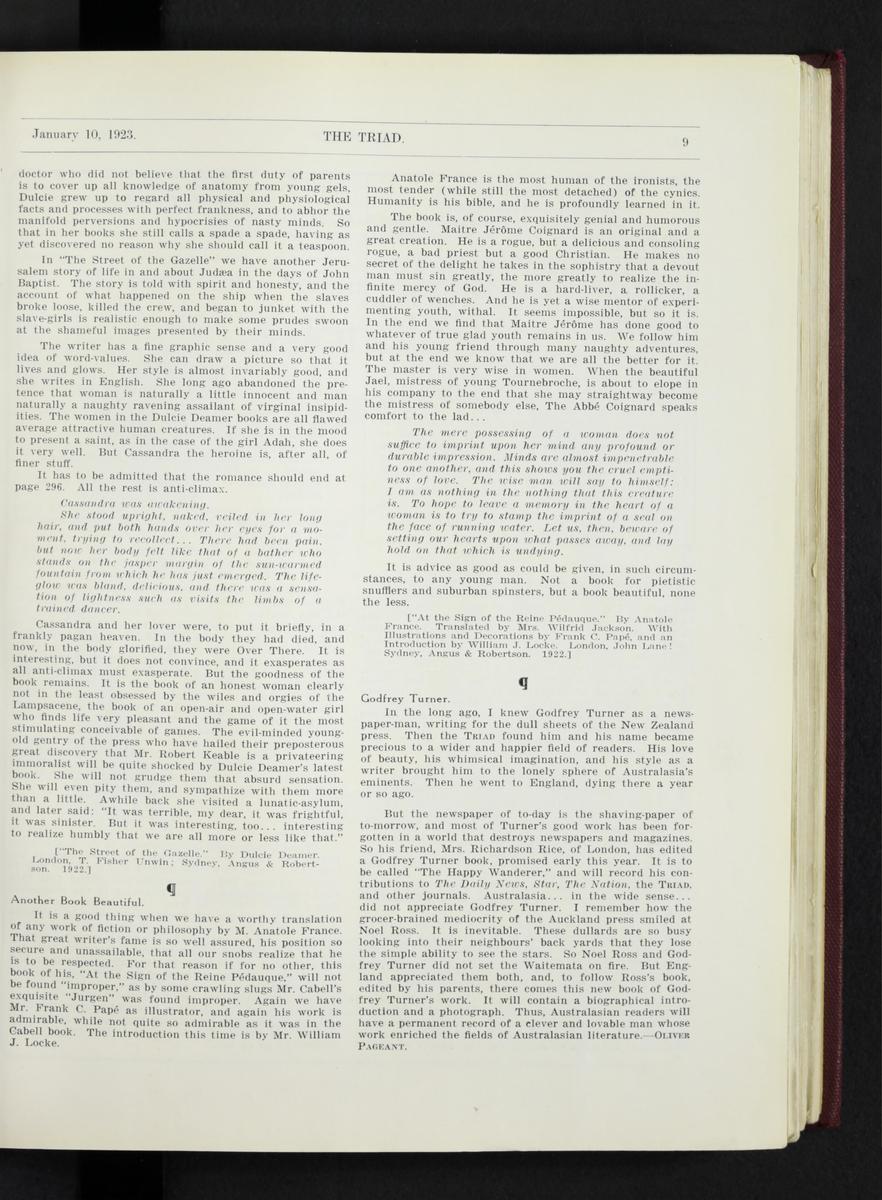 January 10, 1923.
THE TRIAD.
9
doctor who did not believe that the first duty of parents
is to cover up all knowledge of anatomy from young gels,
Dulcie grew up to regard all physical and physiological
facts and processes with perfect frankness, and to abhor the
manifold perversions and hypocrisies of nasty minds. So
that in her books she still calls a spade a spade, having as
yet discovered no reason why she should call it a teaspoon.
In "The Street of the Gazelle" we have another Jeru-
salem story of life in and about Judæa in the days of John
Baptist. The story is told with spirit and honesty, and the
account of what happened on the ship when the slaves
broke loose, killed the crew, and began to junket with the
slave-girls is realistic enough to make some prudes swoon
at the shameful images presented by their minds.
The writer has a fine graphic sense and a very good
idea of word-values. She can draw a picture so that it
lives and glows. Her style is almost invariably good, and
she writes in English. She long ago abandoned the pre-
tence that woman is naturally a little innocent and man
naturally a naughty ravening assailant of virginal insipid-
ities. The women in the Dulcie Deamer books are all flawed
average attractive human creatures. If she is in the mood
to present a saint, as in the case of the girl Adah, she does
it very well. But Cassandra the heroine is, after all, of
finer stuff.
It has to be admitted that the romance should end at
page 296. All the rest is anti-climax.
Cassandra was awakening.
She stood upright, naked, veiled in her long
hair, and put both hands over her eyes for a mo-
ment, trying to recollect... There had been pain,
but now her body felt like that of a bather who
stands on the jasper margin of the sun-warmed
fountain from which he has just emerged. The life-
glow was bland, delicious, and there was a sensa-
tion of lightness such as visits the limbs of a
trained dancer.
Cassandra and her lover were, to put it briefly, in a
frankly pagan heaven. In the body they had died, and
now, in the body glorified, they were Over There. It is
interesting, but it does not convince, and it exasperates as
all anti-climax must exasperate. But the goodness of the
book remains. It is the book of an honest woman clearly
not in the least obsessed by the wiles and orgies of the
Lampsacene, the book of an open-air and open-water girl
who finds life very pleasant and the game of it the most
stimulating conceivable of games. The evil-minded young-
old gentry of the press who have hailed their preposterous
great discovery that Mr. Robert Keable is a privateering
immoralist will be quite shocked by Dulcie Deamer's latest
book. She will not grudge them that absurd sensation.
She will even pity them, and sympathize with them more
than a little. Awhile back she visited a lunatic-asylum,
and later said: "It was terrible, my dear, it was frightful,
it was sinister. But it was interesting, too... interesting
to realize humbly that we are all more or less like that."
["The Street of the Gazelle." By Dulcie Deamer.
London, T. Fisher Unwin; Sydney, Angus & Robert-
son. 1922.]
¶
Another Book Beautiful.
It is a good thing when we have a worthy translation
of any work of fiction or philosophy by M. Anatole France.
That great writer's fame is so well assured, his position so
secure and unassailable, that all our snobs realize that he
is to be respected. For that reason if for no other, this
book of his, "At the Sign of the Reine Pédauque," will not
be found "improper," as by some crawling slugs Mr. Cabell's
exquisite "Jurgen" was found improper. Again we have
Mr. Frank C. Papé as illustrator, and again his work is
admirable, while not quite so admirable as it was in the
Cabell book. The introduction this time is by Mr. William
J. Locke.
Anatole France is the most human of the ironists, the
most tender (while still the most detached) of the cynics.
Humanity is his bible, and he is profoundly learned in it.
The book is, of course, exquisitely genial and humorous
and gentle. Maitre Jérôme Coignard is an original and a
great creation. He is a rogue, but a delicious and consoling
rogue, a bad priest but a good Christian. He makes no
secret of the delight he takes in the sophistry that a devout
man must sin greatly, the more greatly to realize the in-
finite mercy of God. He is a hard-liver, a rollicker, a
cuddler of wenches. And he is yet a wise mentor of experi-
menting youth, withal. It seems impossible, but so it is.
In the end we find that Maitre Jérôme has done good to
whatever of true glad youth remains in us. We follow him
and his young friend through many naughty adventures,
but at the end we know that we are all the better for it.
The master is very wise in women. When the beautiful
Jael, mistress of young Tournebroche, is about to elope in
his company to the end that she may straightway become
the mistress of somebody else, The Abbé Coignard speaks
comfort to the lad...
The mere possessing of a woman does not
suffice to imprint upon her mind any profound or
durable impression. Minds are almost impenetrable
to one another, and this shows you the cruel empti-
ness of love. The wise man will say to himself:
I am as nothing in the nothing that this creature
is. To hope to leave a memory in the heart of a
woman is to try to stamp the imprint of a seal on
the face of running water. Let us, then, beware of
setting our hearts upon what passes away, and lay
hold on that which is undying.
It is advice as good as could be given, in such circum-
stances, to any young man. Not a book for pietistic
snufflers and suburban spinsters, but a book beautiful, none
the less.
["At the Sign of the Reine Pédauque." By Anatole
France. Translated by Mrs. Wilfrid Jackson. With
Illustrations and Decorations by Frank C. Papé, and an
Introduction by William J. Locke. London, John Lane!
Sydney, Angus & Robertson. 1922.]
¶
Godfrey Turner.
In the long ago, I knew Godfrey Turner as a news-
paper-man, writing for the dull sheets of the New Zealand
press. Then the TRIAD found him and his name became
precious to a wider and happier field of readers. His love
of beauty, his whimsical imagination, and his style as a
writer brought him to the lonely sphere of Australasia's
eminents. Then he went to England, dying there a year
or so ago.
But the newspaper of to-day is the shaving-paper of
to-morrow, and most of Turner's good work has been for-
gotten in a world that destroys newspapers and magazines.
So his friend, Mrs. Richardson Rice, of London, has edited
a Godfrey Turner book, promised early this year. It is to
be called "The Happy Wanderer," and will record his con-
tributions to The Daily News, Star, The Nation, the TRIAD,
and other journals. Australasia... in the wide sense...
did not appreciate Godfrey Turner. I remember how the
grocer-brained mediocrity of the Auckland press smiled at
Noel Ross. It is inevitable. These dullards are so busy
looking into their neighbours' back yards that they lose
the simple ability to see the stars. So Noel Ross and God-
frey Turner did not set the Waitemata on fire. But Eng-
land appreciated them both, and, to follow Ross's book,
edited by his parents, there comes this new book of God-
frey Turner's work. It will contain a biographical intro-
duction and a photograph. Thus, Australasian readers will
have a permanent record of a clever and lovable man whose
work enriched the fields of Australasian literature.—OLIVER
PAGEANT.